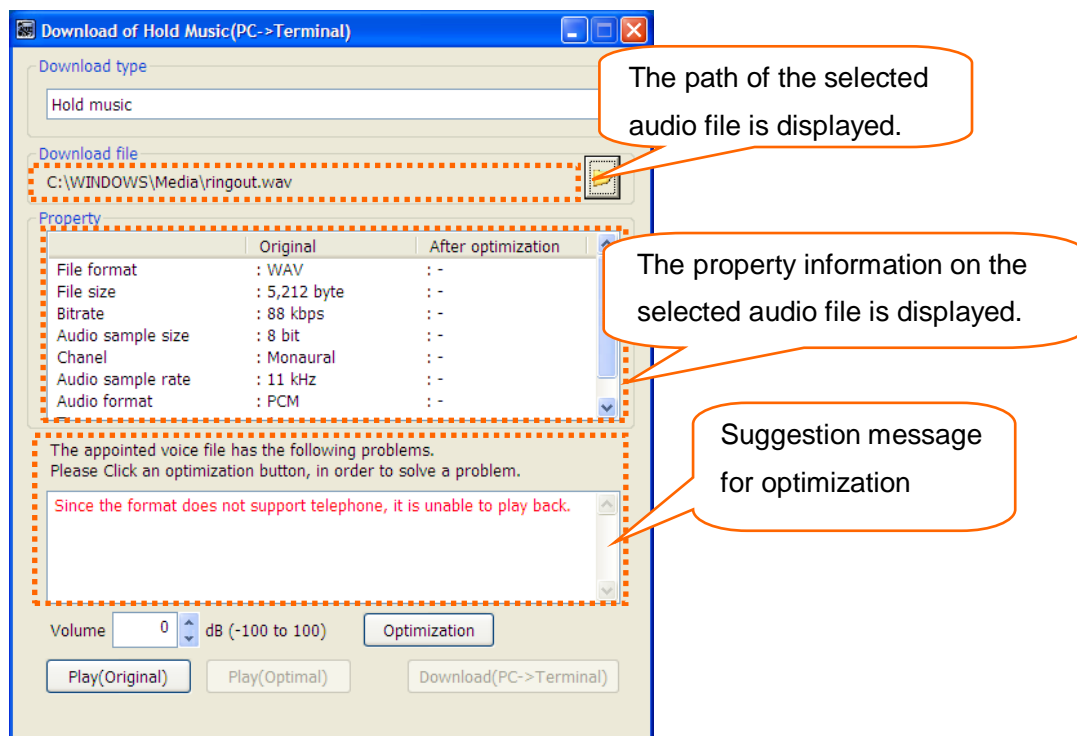 Download of Hold Music(PC->Terminal)
Download type
Hold music
The path of the selected
audio file is displayed.
Download file
C:\WINDOWS\Media\ringout.wav
Property
Original After optimization
File format : WAV : -
File size : 5,212 byte : -
Bitrate : 88 kbps : -
Audio sample size : 8 bit : -
Chanel : Monaural : -
Audio sample rate : 11 kHz : -
Audio format : PCM : -
The property information on the
selected audio file is displayed.
The appointed voice file has the following problems.
Please Click an optimization button, in order to solve a problem.
Since the format does not support telephone, it is unable to play back.
Suggestion message
for optimization
Volume 0 dB (-100 to 100) Optimization
Play(Original) Play(Optimal) Download(PC->Terminal)